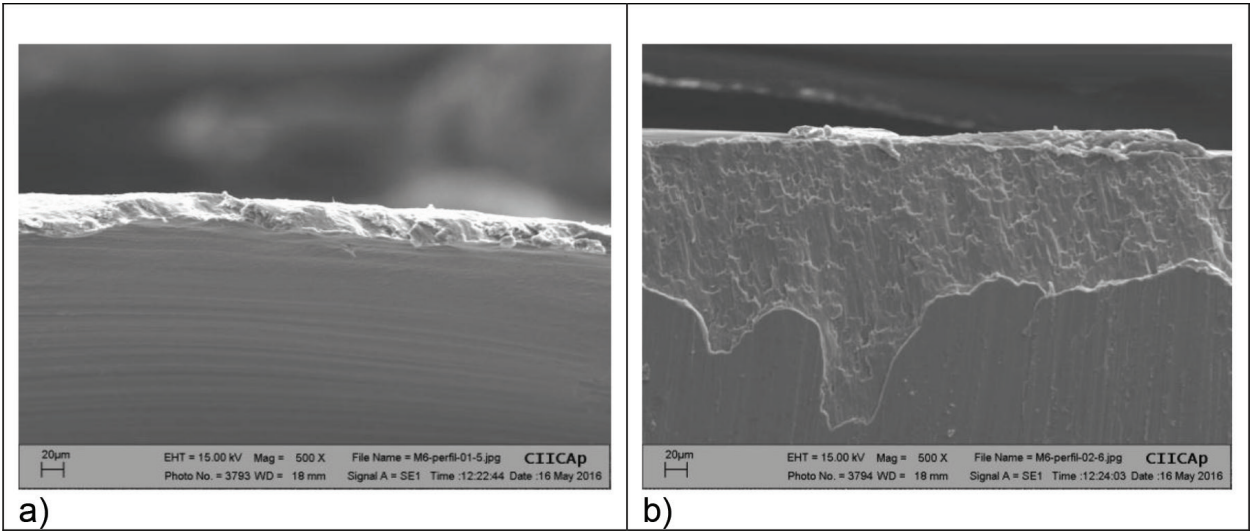 20µm
EHT = 15.00 kV Mag = 500 X File Name = M6-perfil-01-5.jpg CIICAp
Photo No. = 3793 WD = 18 mm Signal A = SE1 Time :12:22:44 Date :16 May 2016
a)
20µm
EHT = 15.00 kV Mag = 500 X File Name = M6-perfil-02-6.jpg CIICAp
Photo No. = 3794 WD = 18 mm Signal A = SE1 Time :12:24:03 Date :16 May 2016
b)